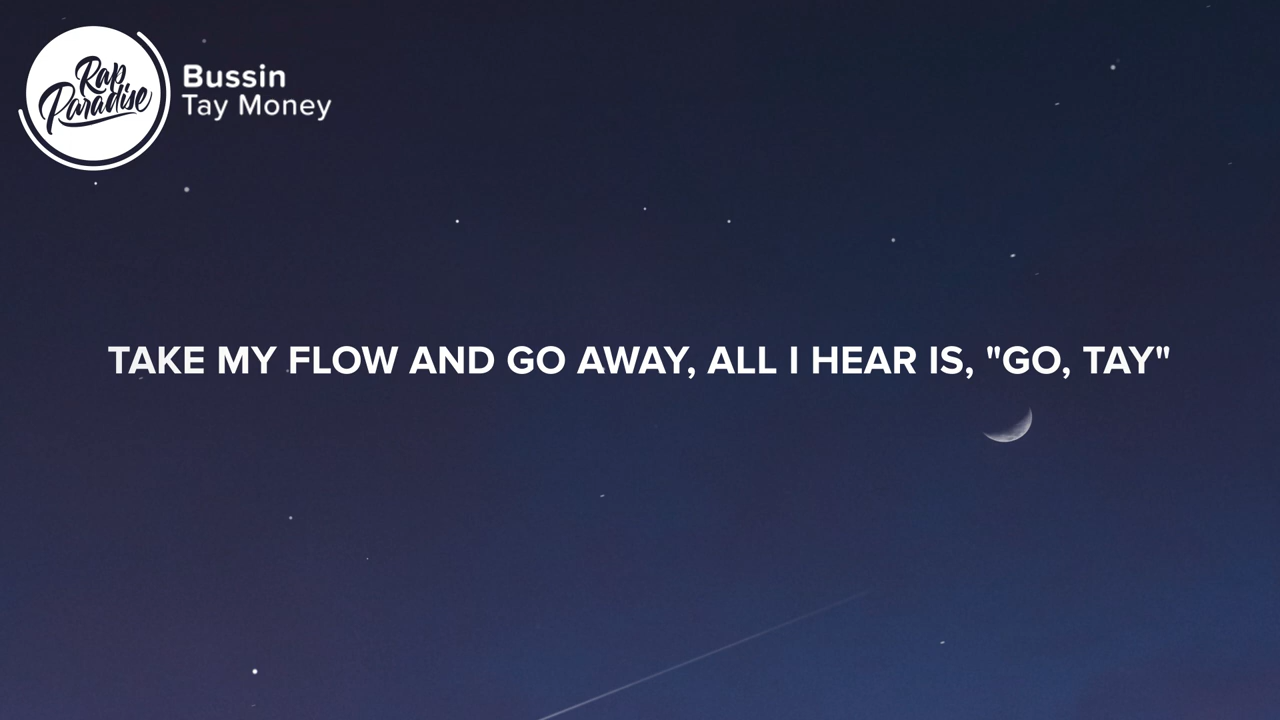 Rap
Paradise
Bussin
Tay Money
TAKE MY FLOW AND GO AWAY, ALL I HEAR IS, "GO, TAY"